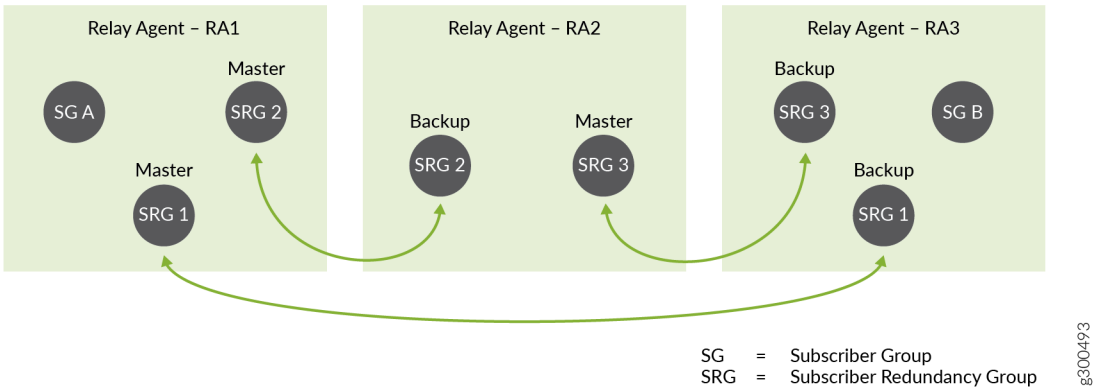 Relay Agent – RA1
Relay Agent – RA2
Relay Agent – RA3
Master
SG A
SRG 2
Master
SRG 1
Backup
SRG 2
Master
SRG 3
Backup
SRG 3
SG B
Backup
SRG 1
SG = Subscriber Group
SRG = Subscriber Redundancy Group
g300493